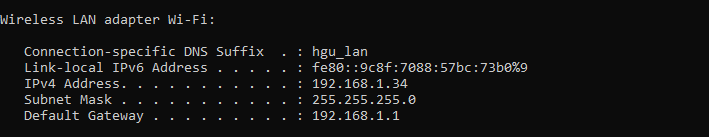 Wireless LAN adapter Wi-Fi:
Connection-specific DNS Suffix  . : hgu_lan
Link-local IPv6 Address . . . . . : fe80::9c8f:7088:57bc:73b0%9
IPv4 Address. . . . . . . . . . . : 192.168.1.34
Subnet Mask . . . . . . . . . . . : 255.255.255.0
Default Gateway . . . . . . . . . : 192.168.1.1